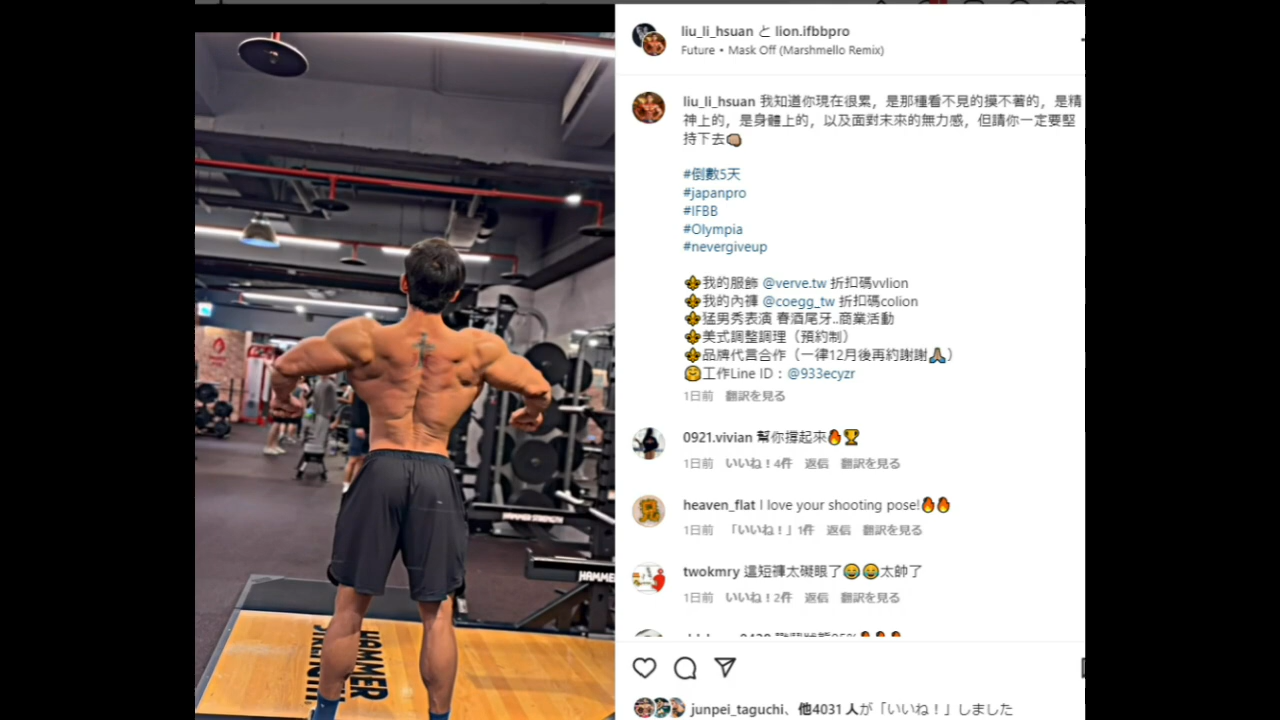 liu_li_hsuan と lion.ifbbpro
Future • Mask Off (Marshmello Remix)
liu_li_hsuan 我知道你現在很累，是那種看不見的摸不著的，是精
神上的，是身體上的，以及面對未來的無力感，但請你一定要堅
持下去
#倒數5天
#japanpro
#IFBB
#Olympia
#nevergiveup
我的服飾 @verve.tw 折扣碼vvlion
我的內褲 @coegg_tw 折扣碼colion
猛男秀表演 春酒尾牙..商業活動
美式調整調理（預約制）
品牌代言合作（一律12月後再約謝謝🙏）
工作Line ID：@933ecyzr
1日前 翻訳を見る
0921.vivian 幫你撐起來🔥🏆
1日前 いいね！4件 返信 翻訳を見る
heaven_flat I love your shooting pose!🔥🔥
1日前 「いいね！」1件 返信 翻訳を見る
twokmry 這短褲太礙眼了😂😂太帥了
1日前 いいね！2件 返信 翻訳を見る
junpei_taguchi、他4031人が「いいね！」しました
HAMMER STRENGTH
HAMMER
HAMMER
STRENGTH